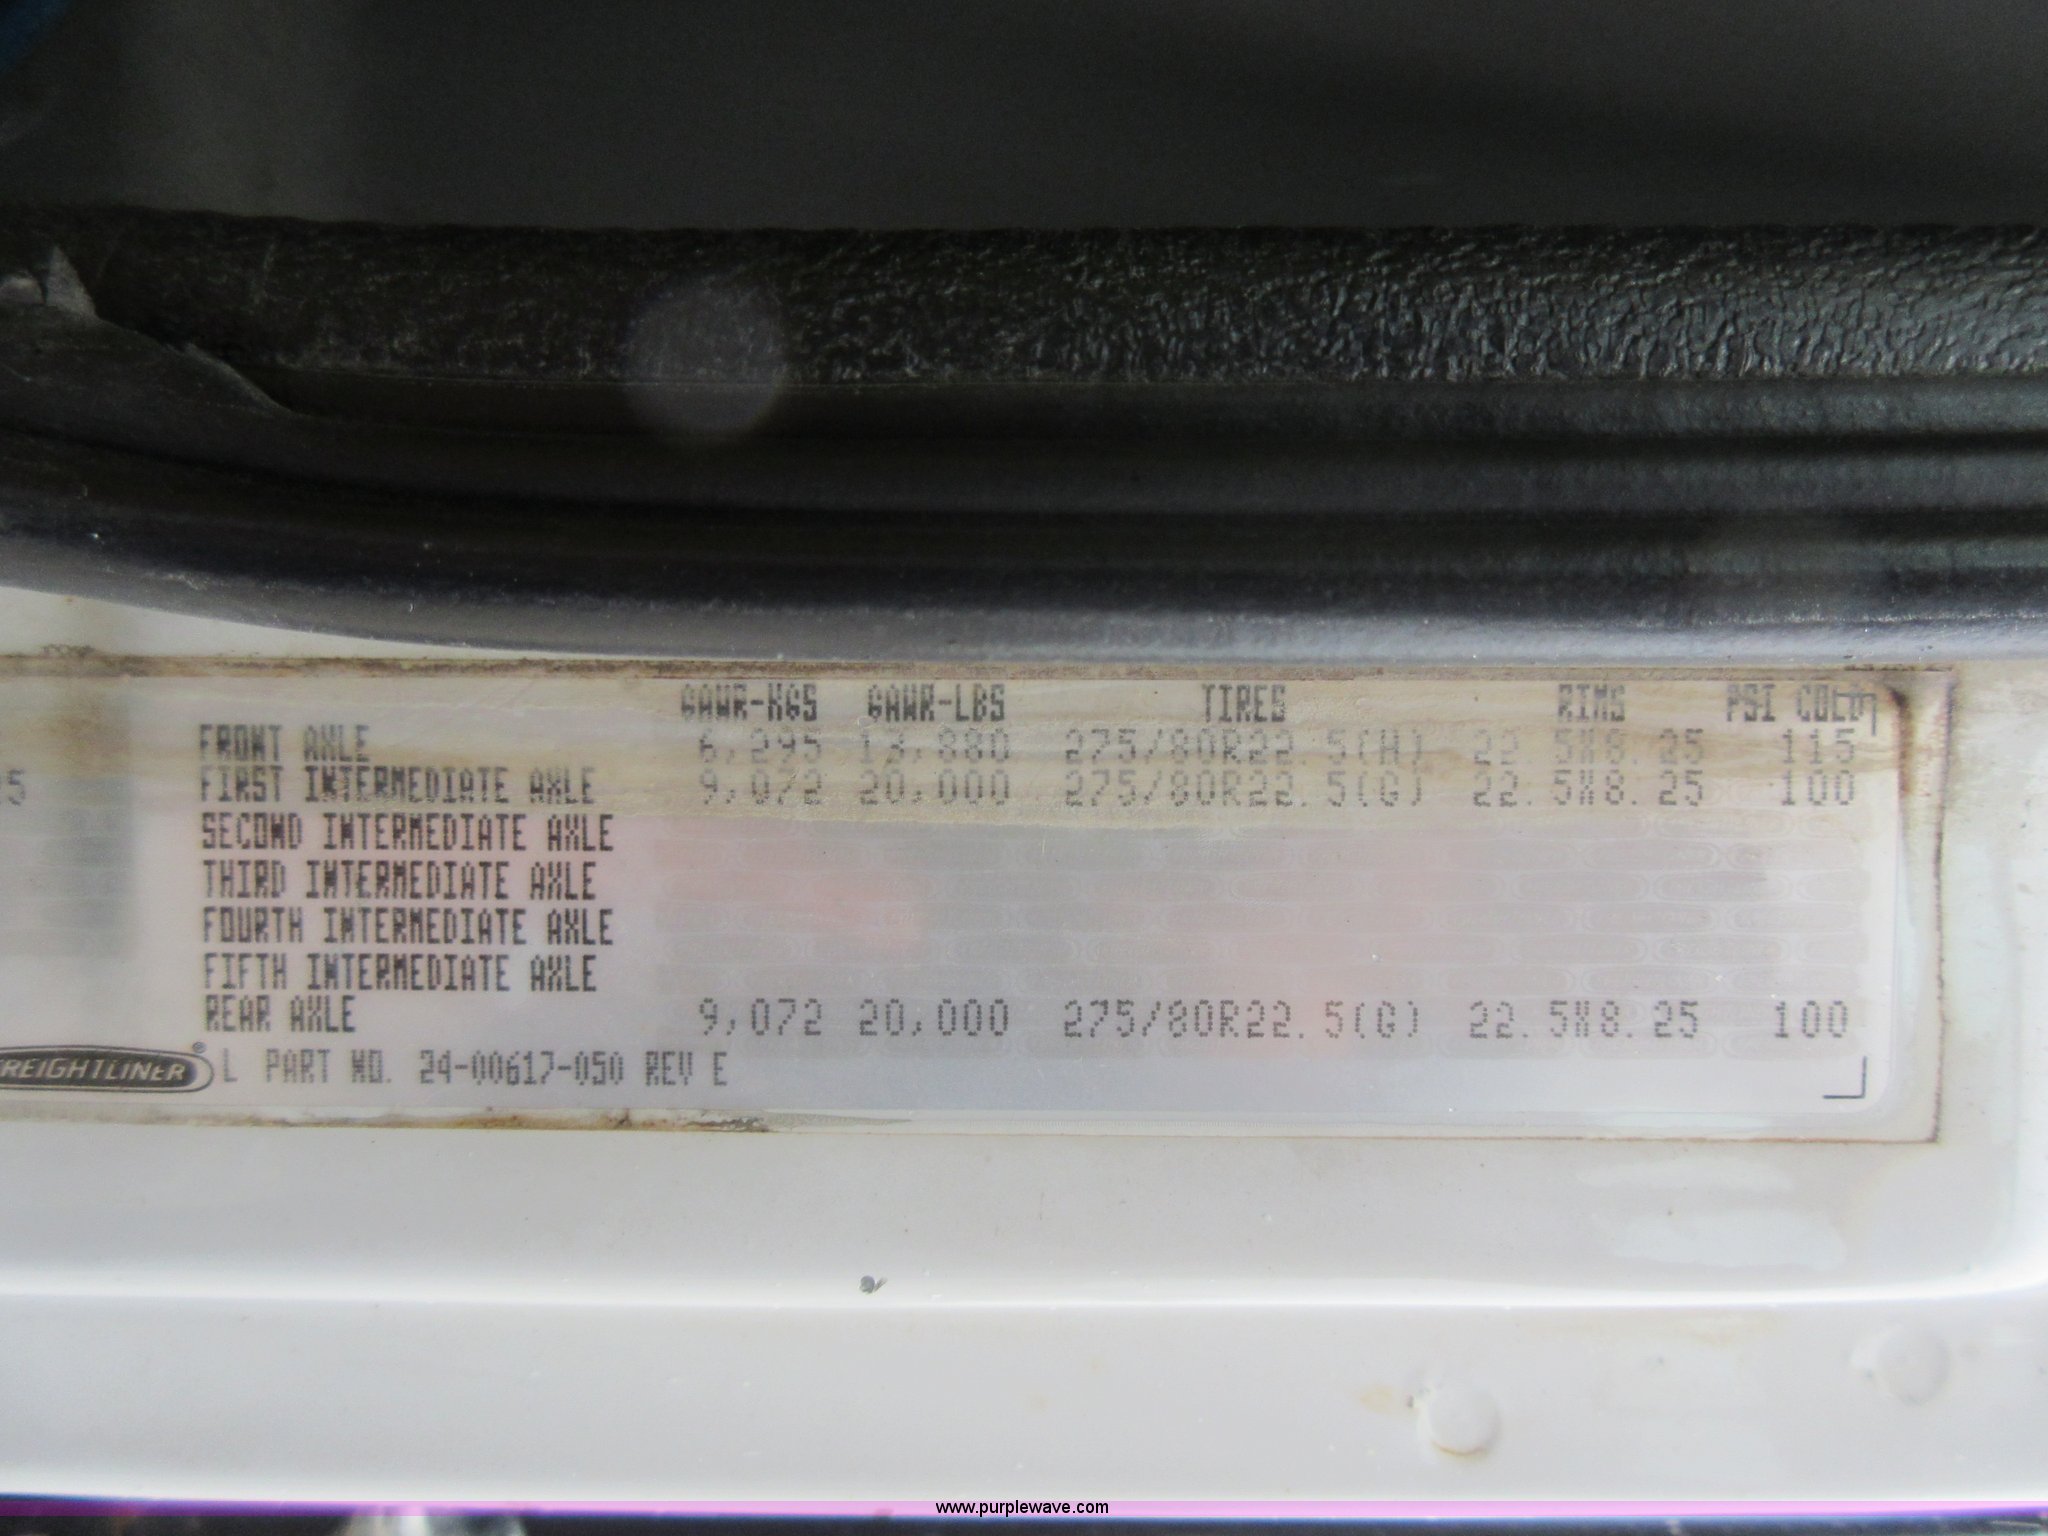 GAWR-KGS GAWR-LBS TIRES RIMS PSI COLD
FRONT AXLE 6,295 13,880 275/80R22.5(H) 22.5X8.25 115
FIRST INTERMEDIATE AXLE 9,072 20,000 275/80R22.5(G) 22.5X8.25 100
SECOND INTERMEDIATE AXLE
THIRD INTERMEDIATE AXLE
FOURTH INTERMEDIATE AXLE
FIFTH INTERMEDIATE AXLE
REAR AXLE 9,072 20,000 275/80R22.5(G) 22.5X8.25 100
REIGHTLINER® L PART NO. 24-00617-050 REV E
www.purplewave.com